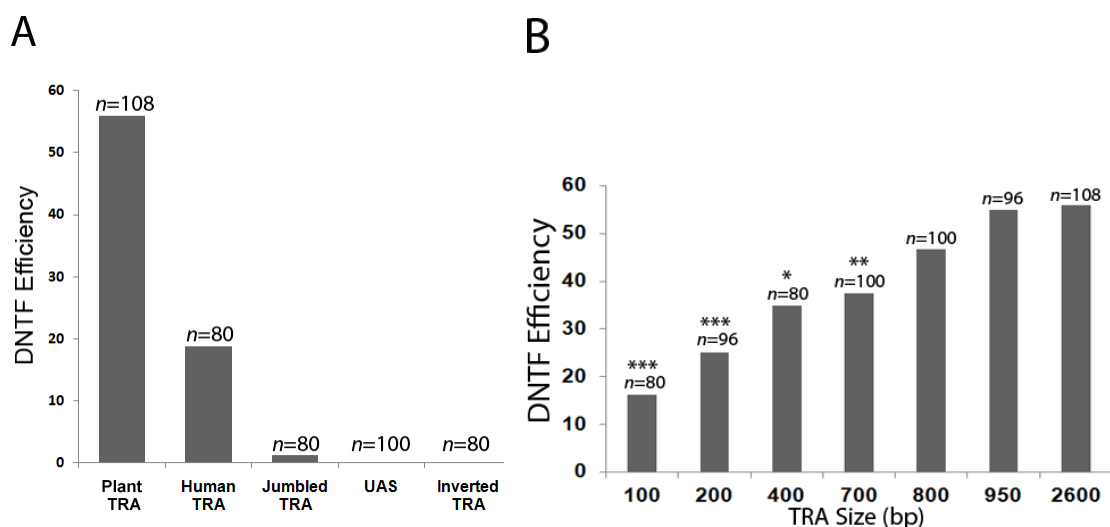 A
DNTF Efficiency
60
50
40
30
20
10
0
n=108
n=80
n=80
n=100
n=80
Plant TRA
Human TRA
Jumbled TRA
UAS
Inverted TRA
B
DNTF Efficiency
60
50
40
30
20
10
0
***
n=80
***
n=96
*
n=80
**
n=100
n=100
n=96
n=108
100 200 400 700 800 950 2600
TRA Size (bp)